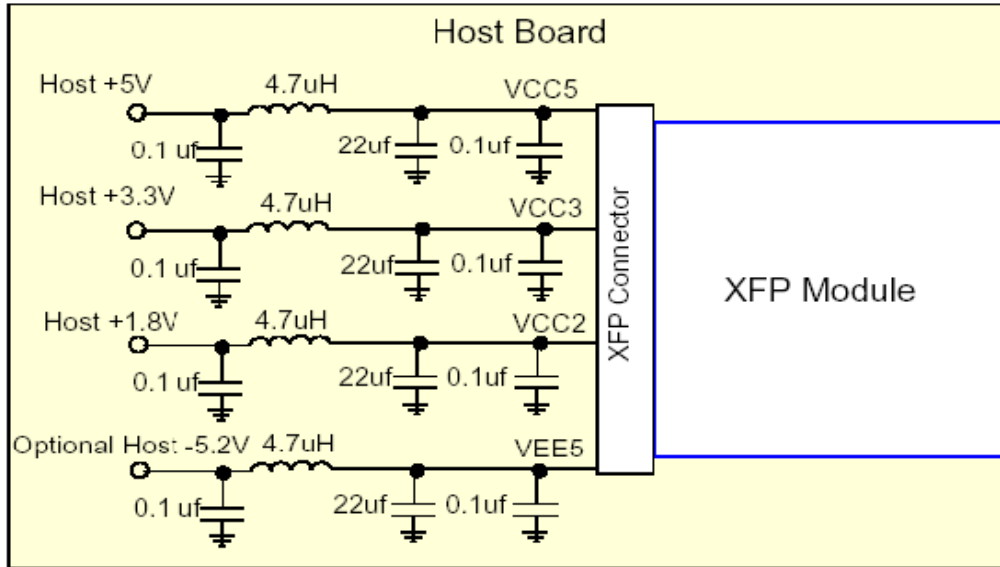 Host Board
Host +5V
4.7uH
VCC5
0.1 uf
22uf
0.1uf
Host +3.3V
4.7uH
VCC3
0.1 uf
22uf
0.1uf
Host +1.8V
4.7uH
VCC2
0.1 uf
22uf
0.1uf
Optional Host -5.2V
4.7uH
VEE5
0.1 uf
22uf
0.1uf
XFP Connector
XFP Module